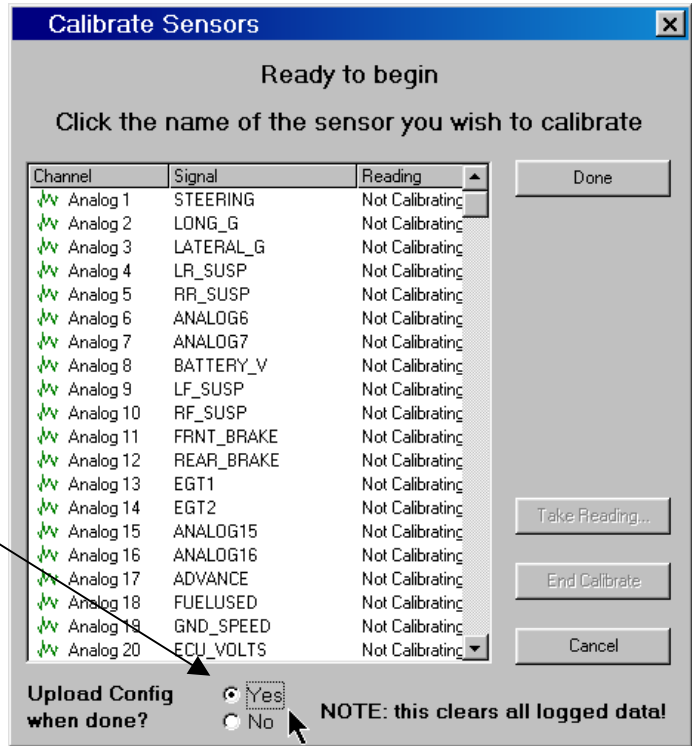 Calibrate Sensors
Ready to begin
Click the name of the sensor you wish to calibrate
Channel Signal Reading
Analog 1 STEERING Not Calibrating
Analog 2 LONG_G Not Calibrating
Analog 3 LATERAL_G Not Calibrating
Analog 4 LR_SUSP Not Calibrating
Analog 5 RR_SUSP Not Calibrating
Analog 6 ANALOG6 Not Calibrating
Analog 7 ANALOG7 Not Calibrating
Analog 8 BATTERY_V Not Calibrating
Analog 9 LF_SUSP Not Calibrating
Analog 10 RF_SUSP Not Calibrating
Analog 11 FRNT_BRAKE Not Calibrating
Analog 12 REAR_BRAKE Not Calibrating
Analog 13 EGT1 Not Calibrating
Analog 14 EGT2 Not Calibrating
Analog 15 ANALOG15 Not Calibrating
Analog 16 ANALOG16 Not Calibrating
Analog 17 ADVANCE Not Calibrating
Analog 18 FUELUSED Not Calibrating
Analog 19 GND_SPEED Not Calibrating
Analog 20 ECU_VOLTS Not Calibrating
Done
Take Reading...
End Calibrate
Cancel
Upload Config
when done?
Yes
No
NOTE: this clears all logged data!